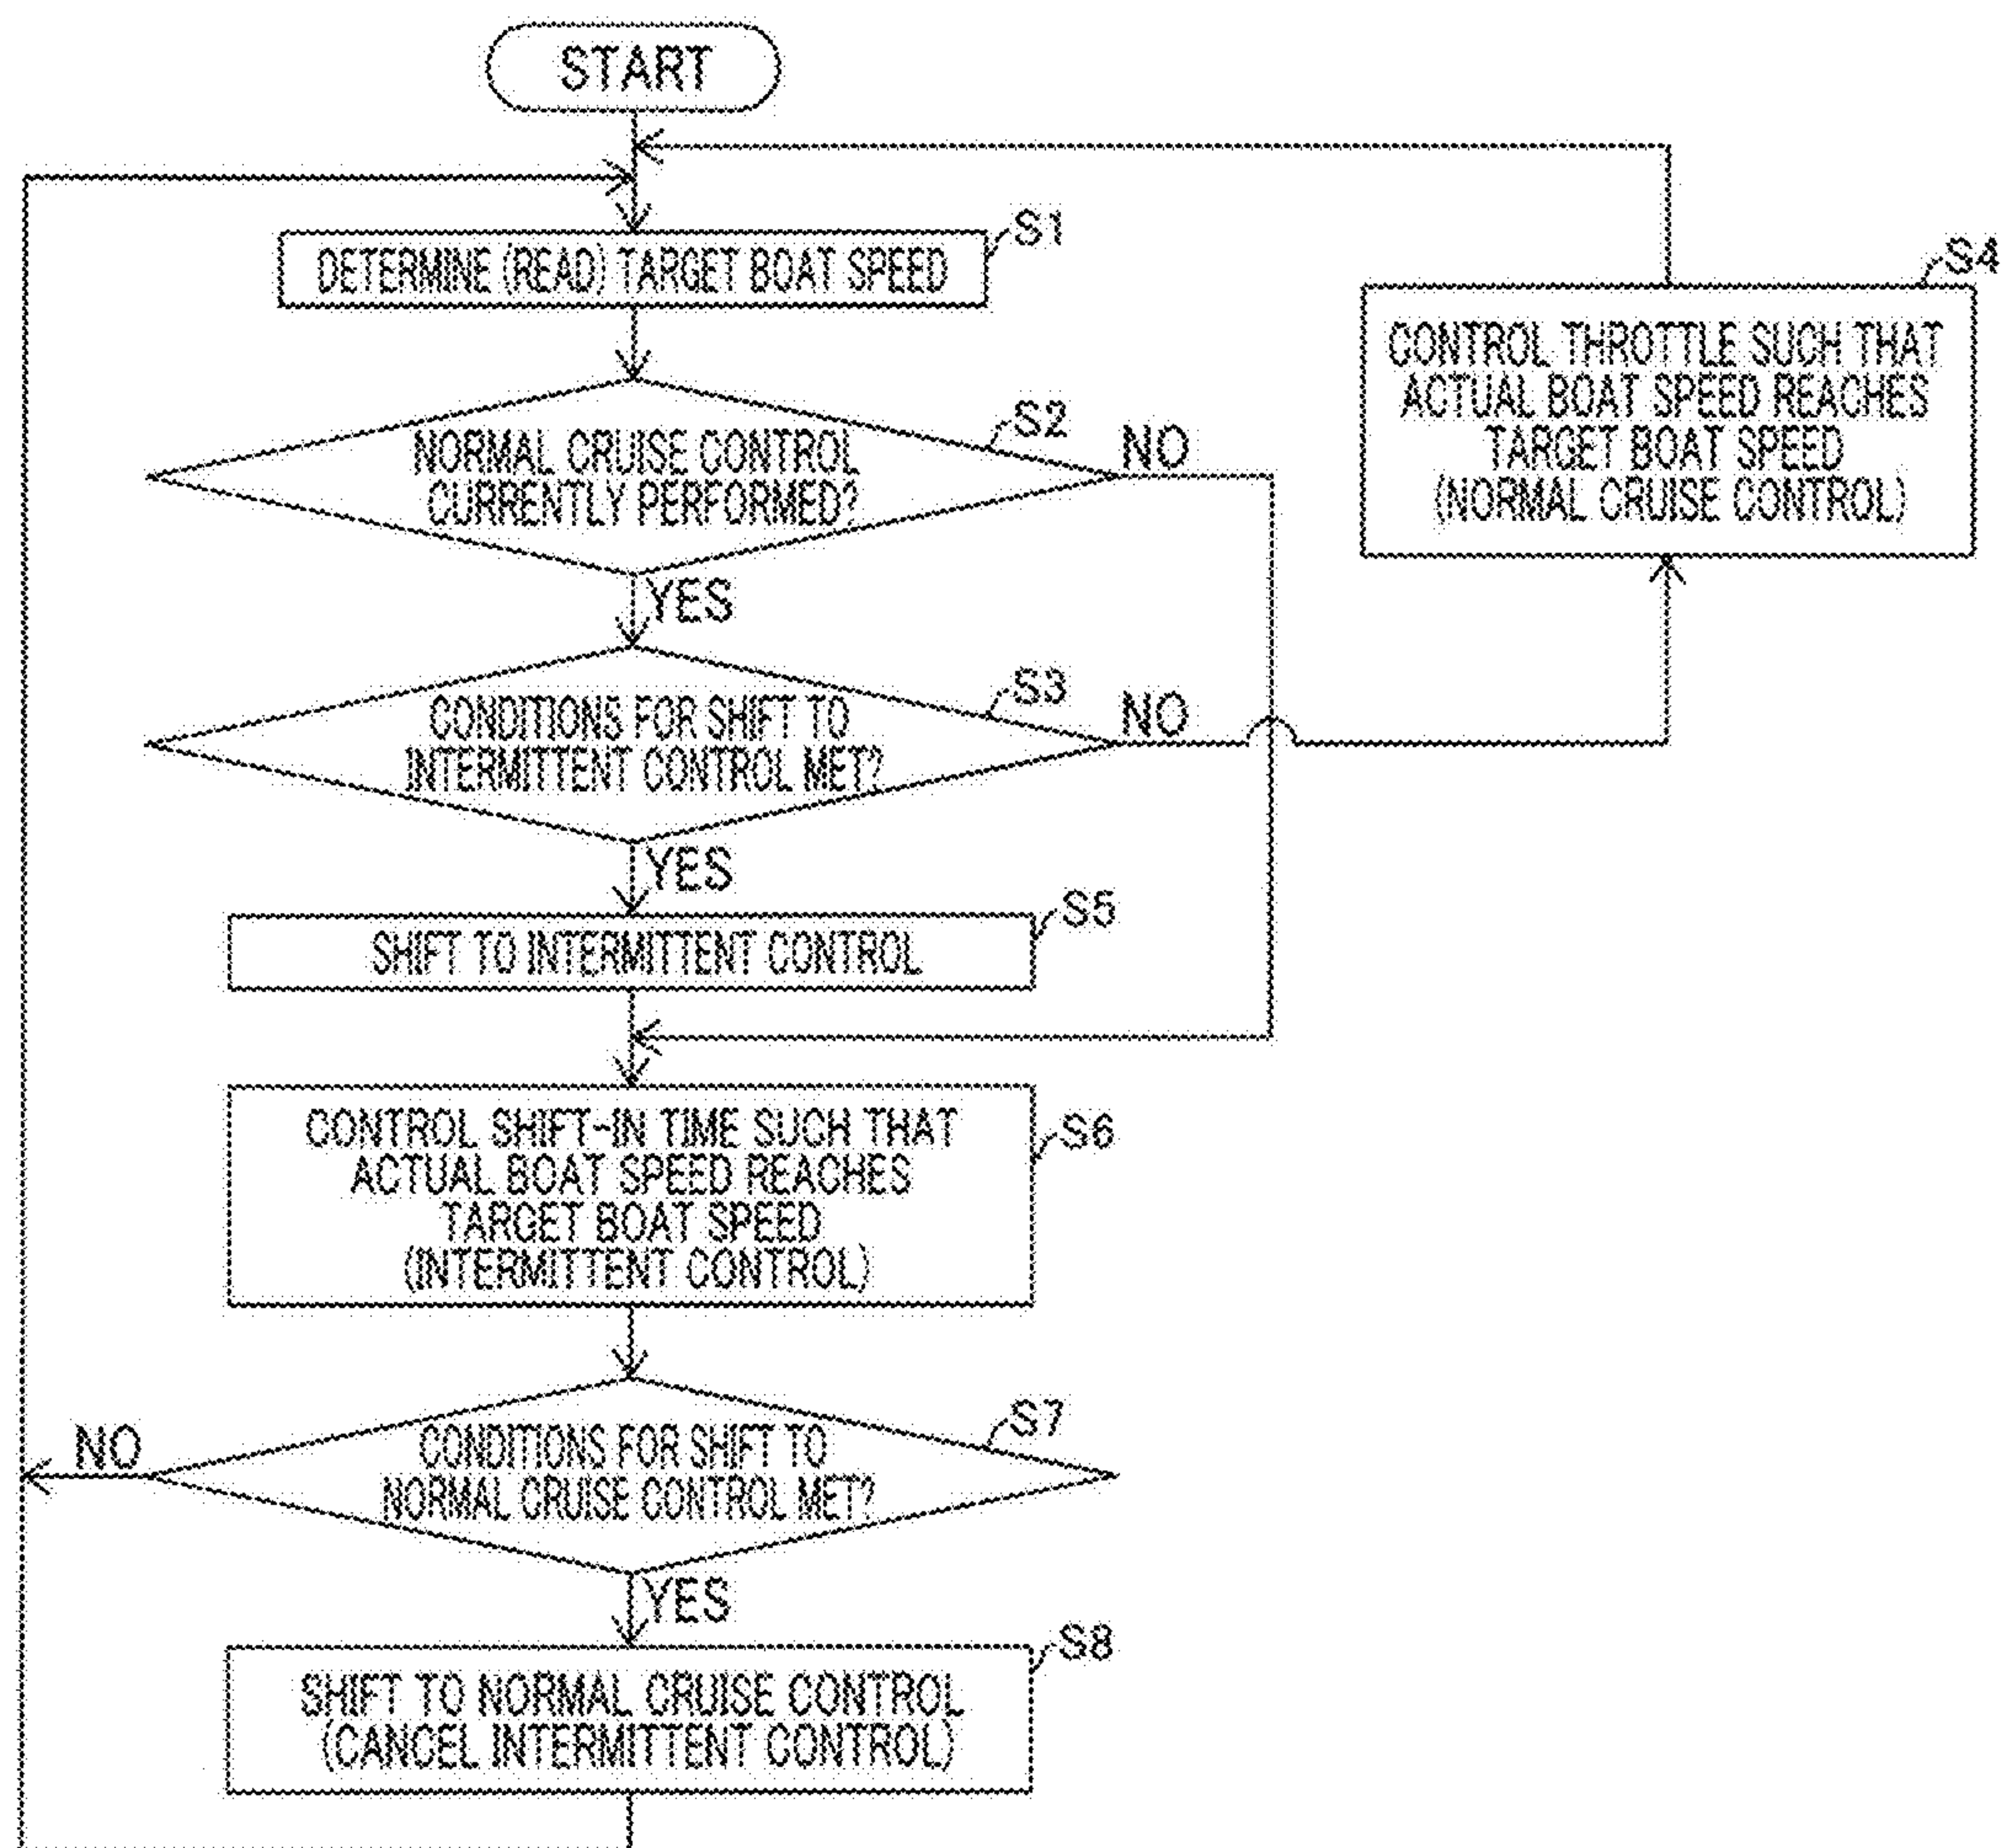 START
S1
DETERMINE (READ) TARGET BOAT SPEED
S2
NORMAL CRUISE CONTROL
CURRENTLY PERFORMED?
NO
YES
S3
CONDITIONS FOR SHIFT TO
INTERMITTENT CONTROL MET?
NO
YES
S4
CONTROL THROTTLE SUCH THAT
ACTUAL BOAT SPEED REACHES
TARGET BOAT SPEED
(NORMAL CRUISE CONTROL)
S5
SHIFT TO INTERMITTENT CONTROL
S6
CONTROL SHIFT-IN TIME SUCH THAT
ACTUAL BOAT SPEED REACHES
TARGET BOAT SPEED
(INTERMITTENT CONTROL)
S7
CONDITIONS FOR SHIFT TO
NORMAL CRUISE CONTROL MET?
NO
YES
S8
SHIFT TO NORMAL CRUISE CONTROL
(CANCEL INTERMITTENT CONTROL)